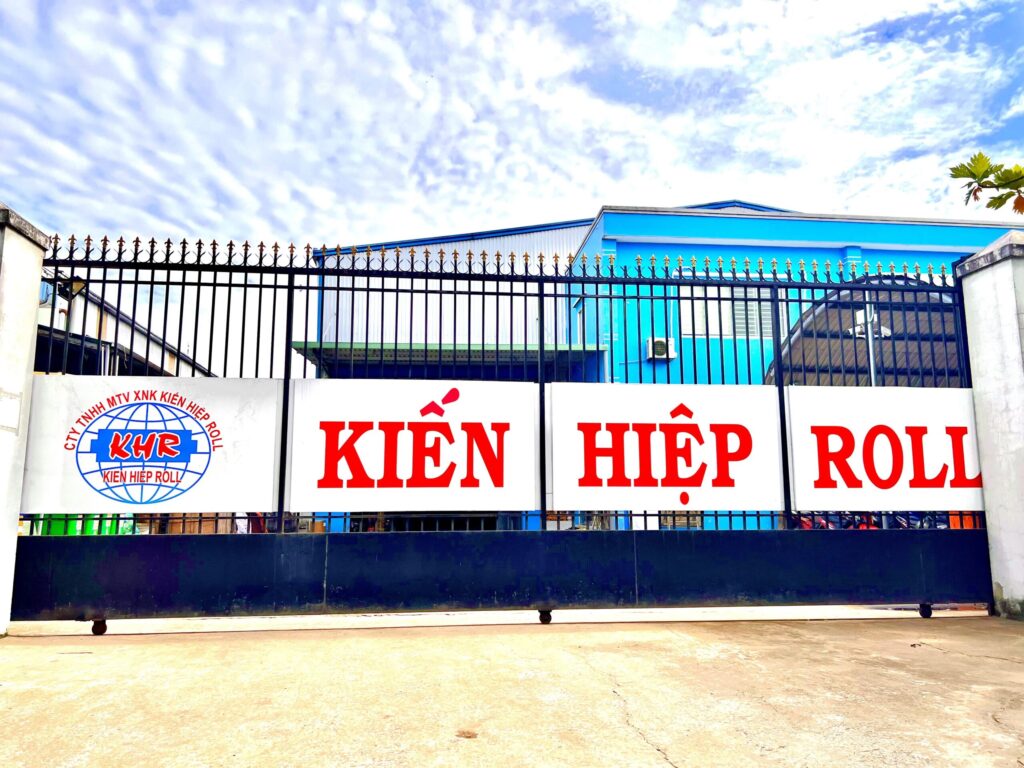 CTY TNHH MTV XNK KIẾN HIỆP ROLL
KHR
KIEN HIEP ROLL
KIẾN HIỆP ROLL